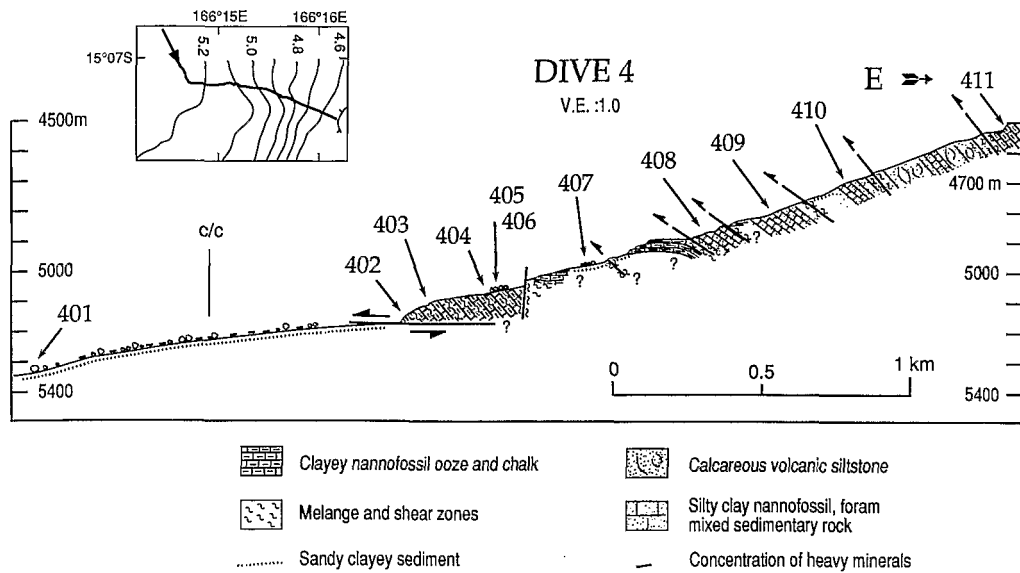 166°15E 166°16E
15°07S
5.2 5.0 4.8 4.6
DIVE 4
V.E. :1.0
E
411
410
409
408
407
405
406
404
403
402
c/c
401
4500m
5000
5400
4700 m
5000
5400
? ? ? ? ?
0 0.5 1 km
Clayey nannofossil ooze and chalk
Melange and shear zones
Sandy clayey sediment
Calcareous volcanic siltstone
Silty clay nannofossil, foram
mixed sedimentary rock
Concentration of heavy minerals